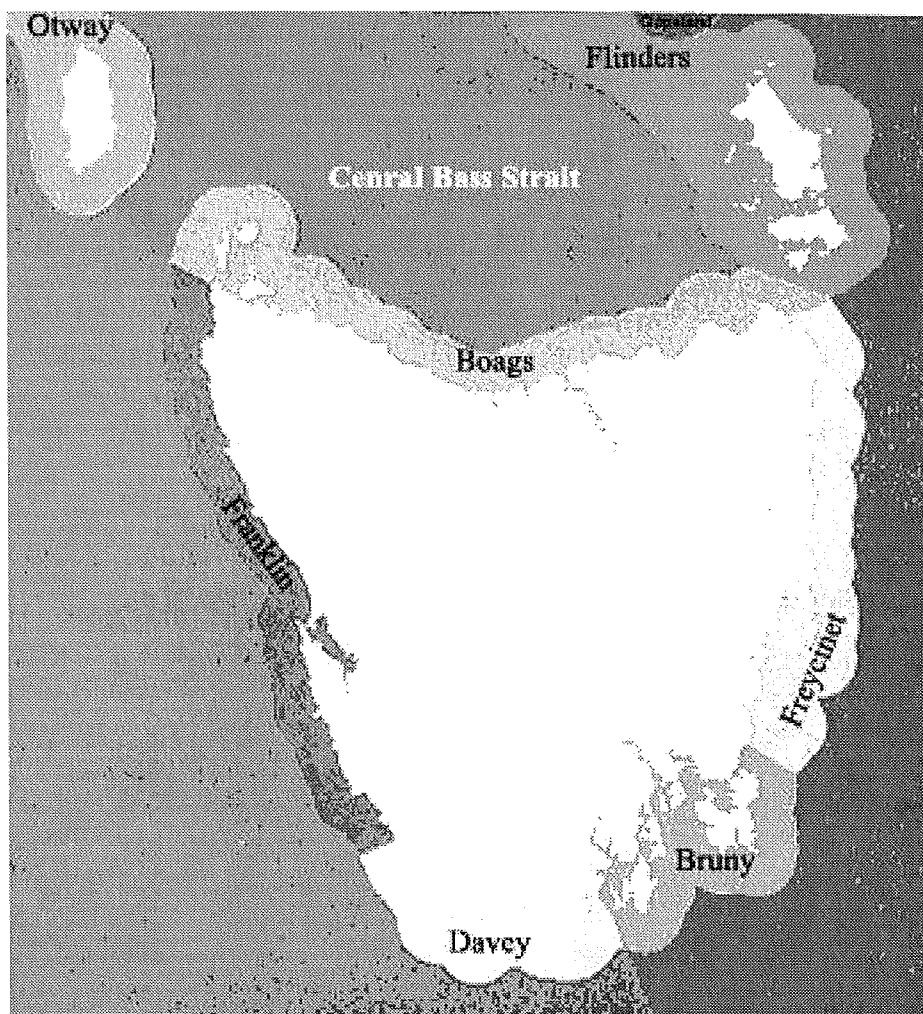 Otway
Flinders
Cenral Bass Strait
Boags
Franklin
Freycinet
Bruny
Davey